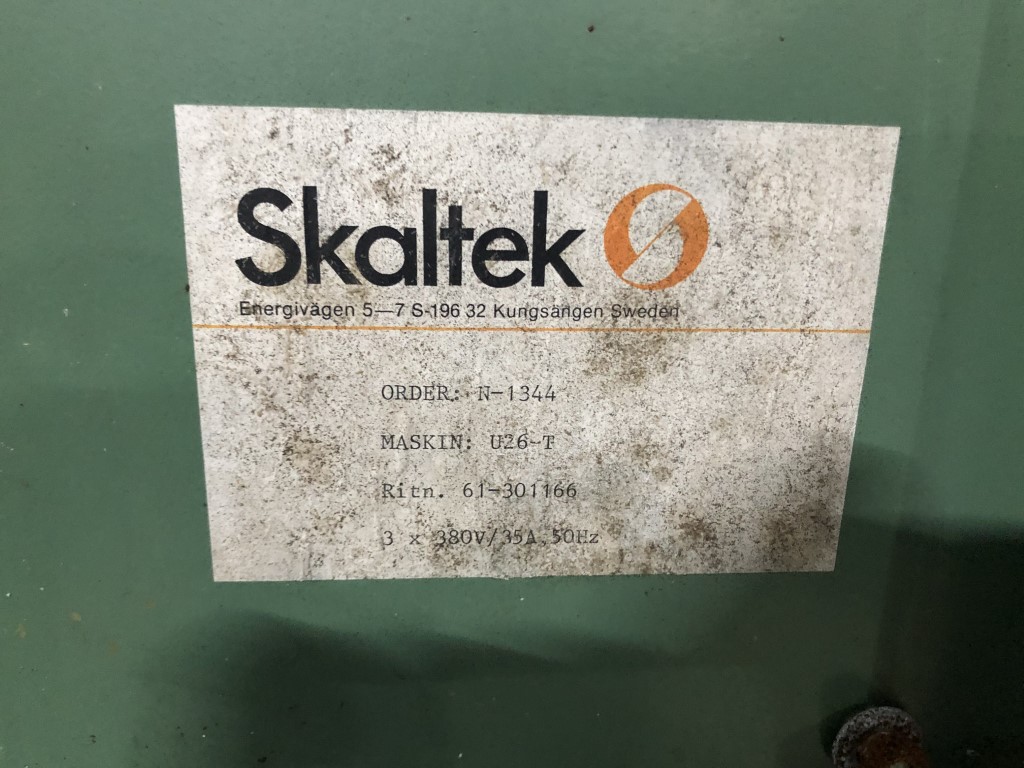 Skaltek
Energivägen 5—7 S-196 32 Kungsängen Sweden
ORDER: N-1344
MASKIN: U26-T
Ritn. 61-301166
3 x 380V/35A,50Hz